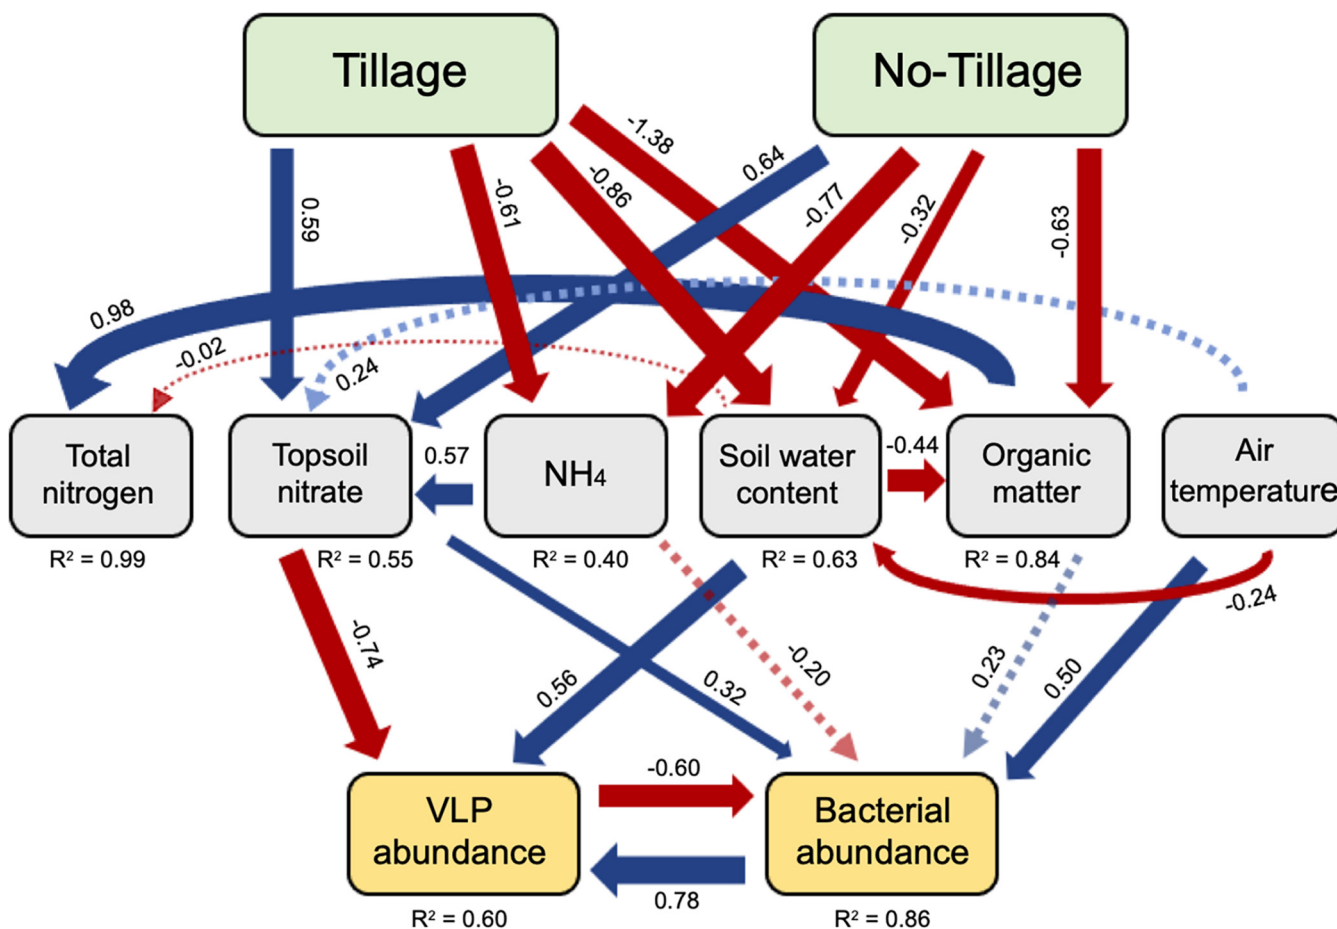 Tillage
No-Tillage
-1.38
0.64
-0.86
-0.77
-0.61
-0.32
0.59
-0.63
0.98
-0.02
0.24
Total
nitrogen
Topsoil
nitrate
0.57
NH₄
Soil water
content
-0.44
Organic
matter
Air
temperature
R² = 0.99
R² = 0.55
R² = 0.40
R² = 0.63
R² = 0.84
-0.24
-0.74
0.56
0.32
-0.20
0.23
0.50
VLP
abundance
-0.60
0.78
Bacterial
abundance
R² = 0.60
R² = 0.86